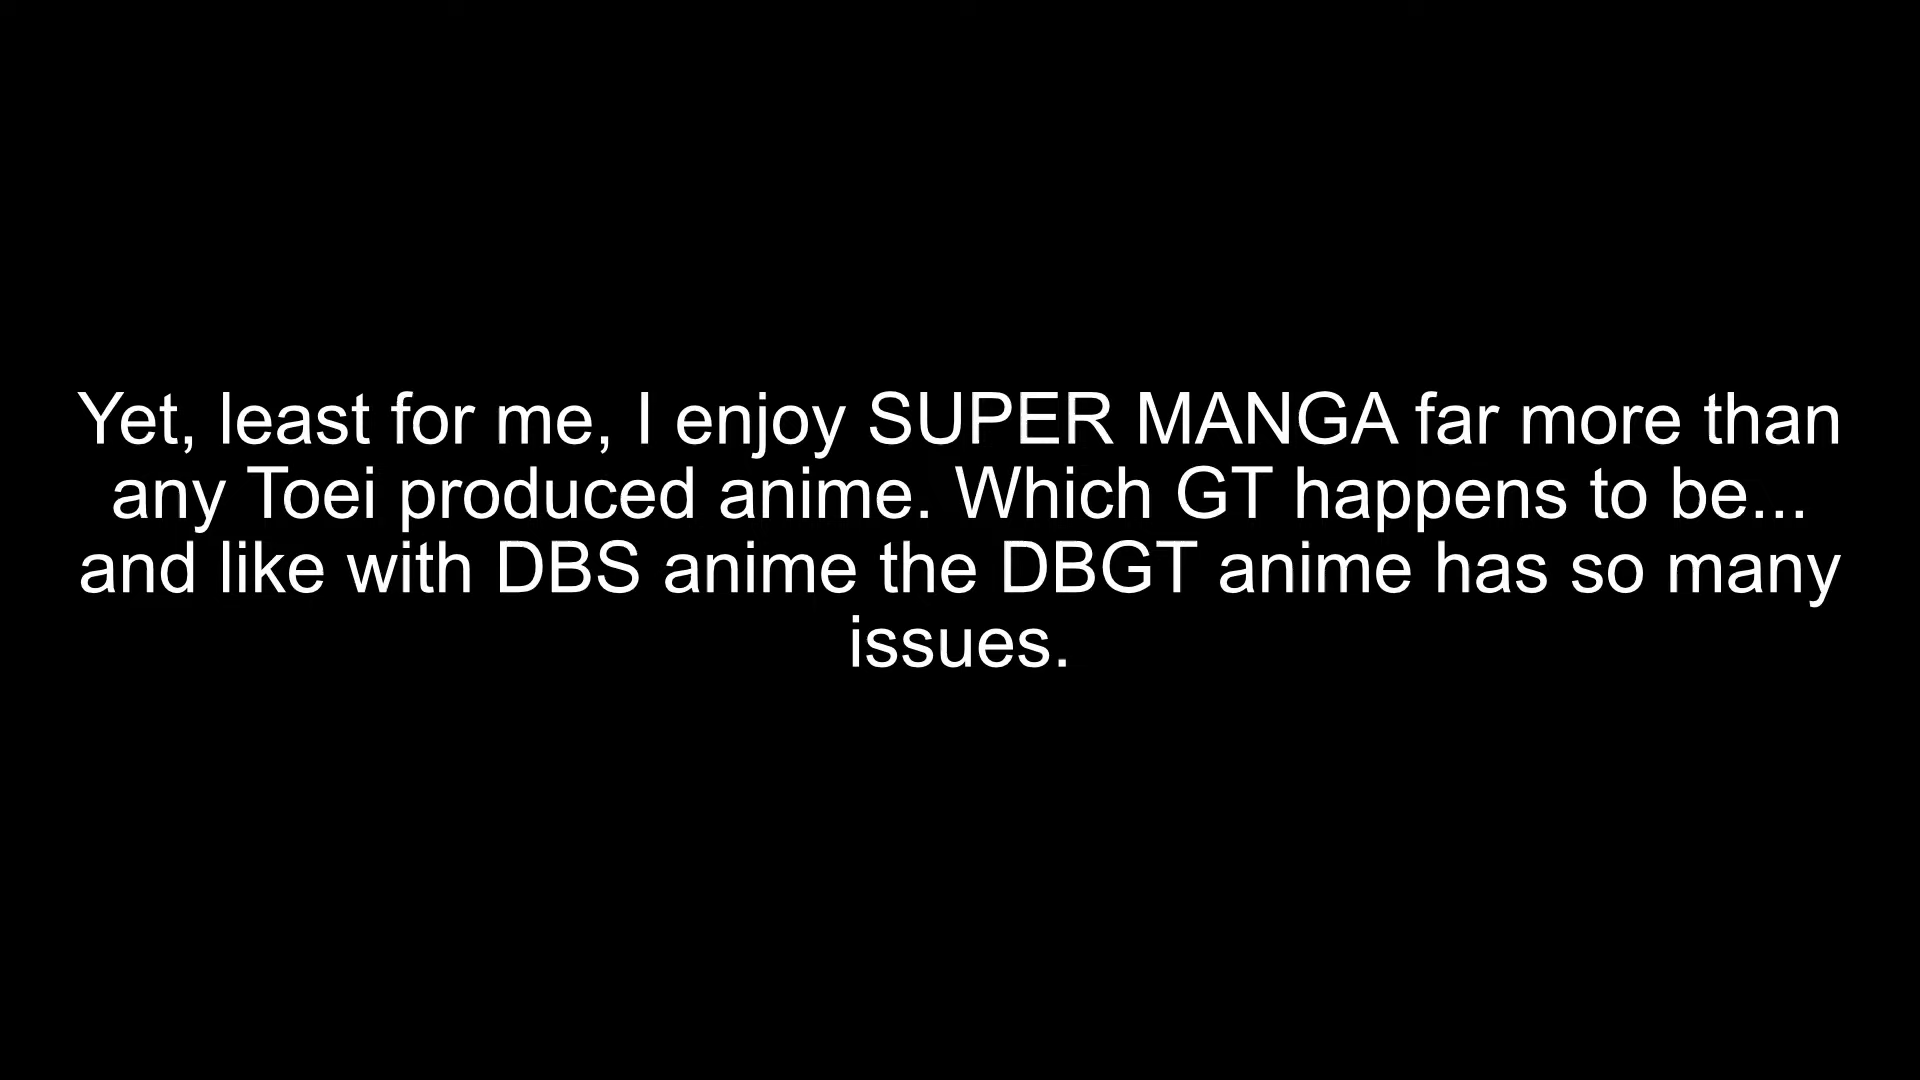 Yet, least for me, I enjoy SUPER MANGA far more than
any Toei produced anime. Which GT happens to be...
and like with DBS anime the DBGT anime has so many
issues.